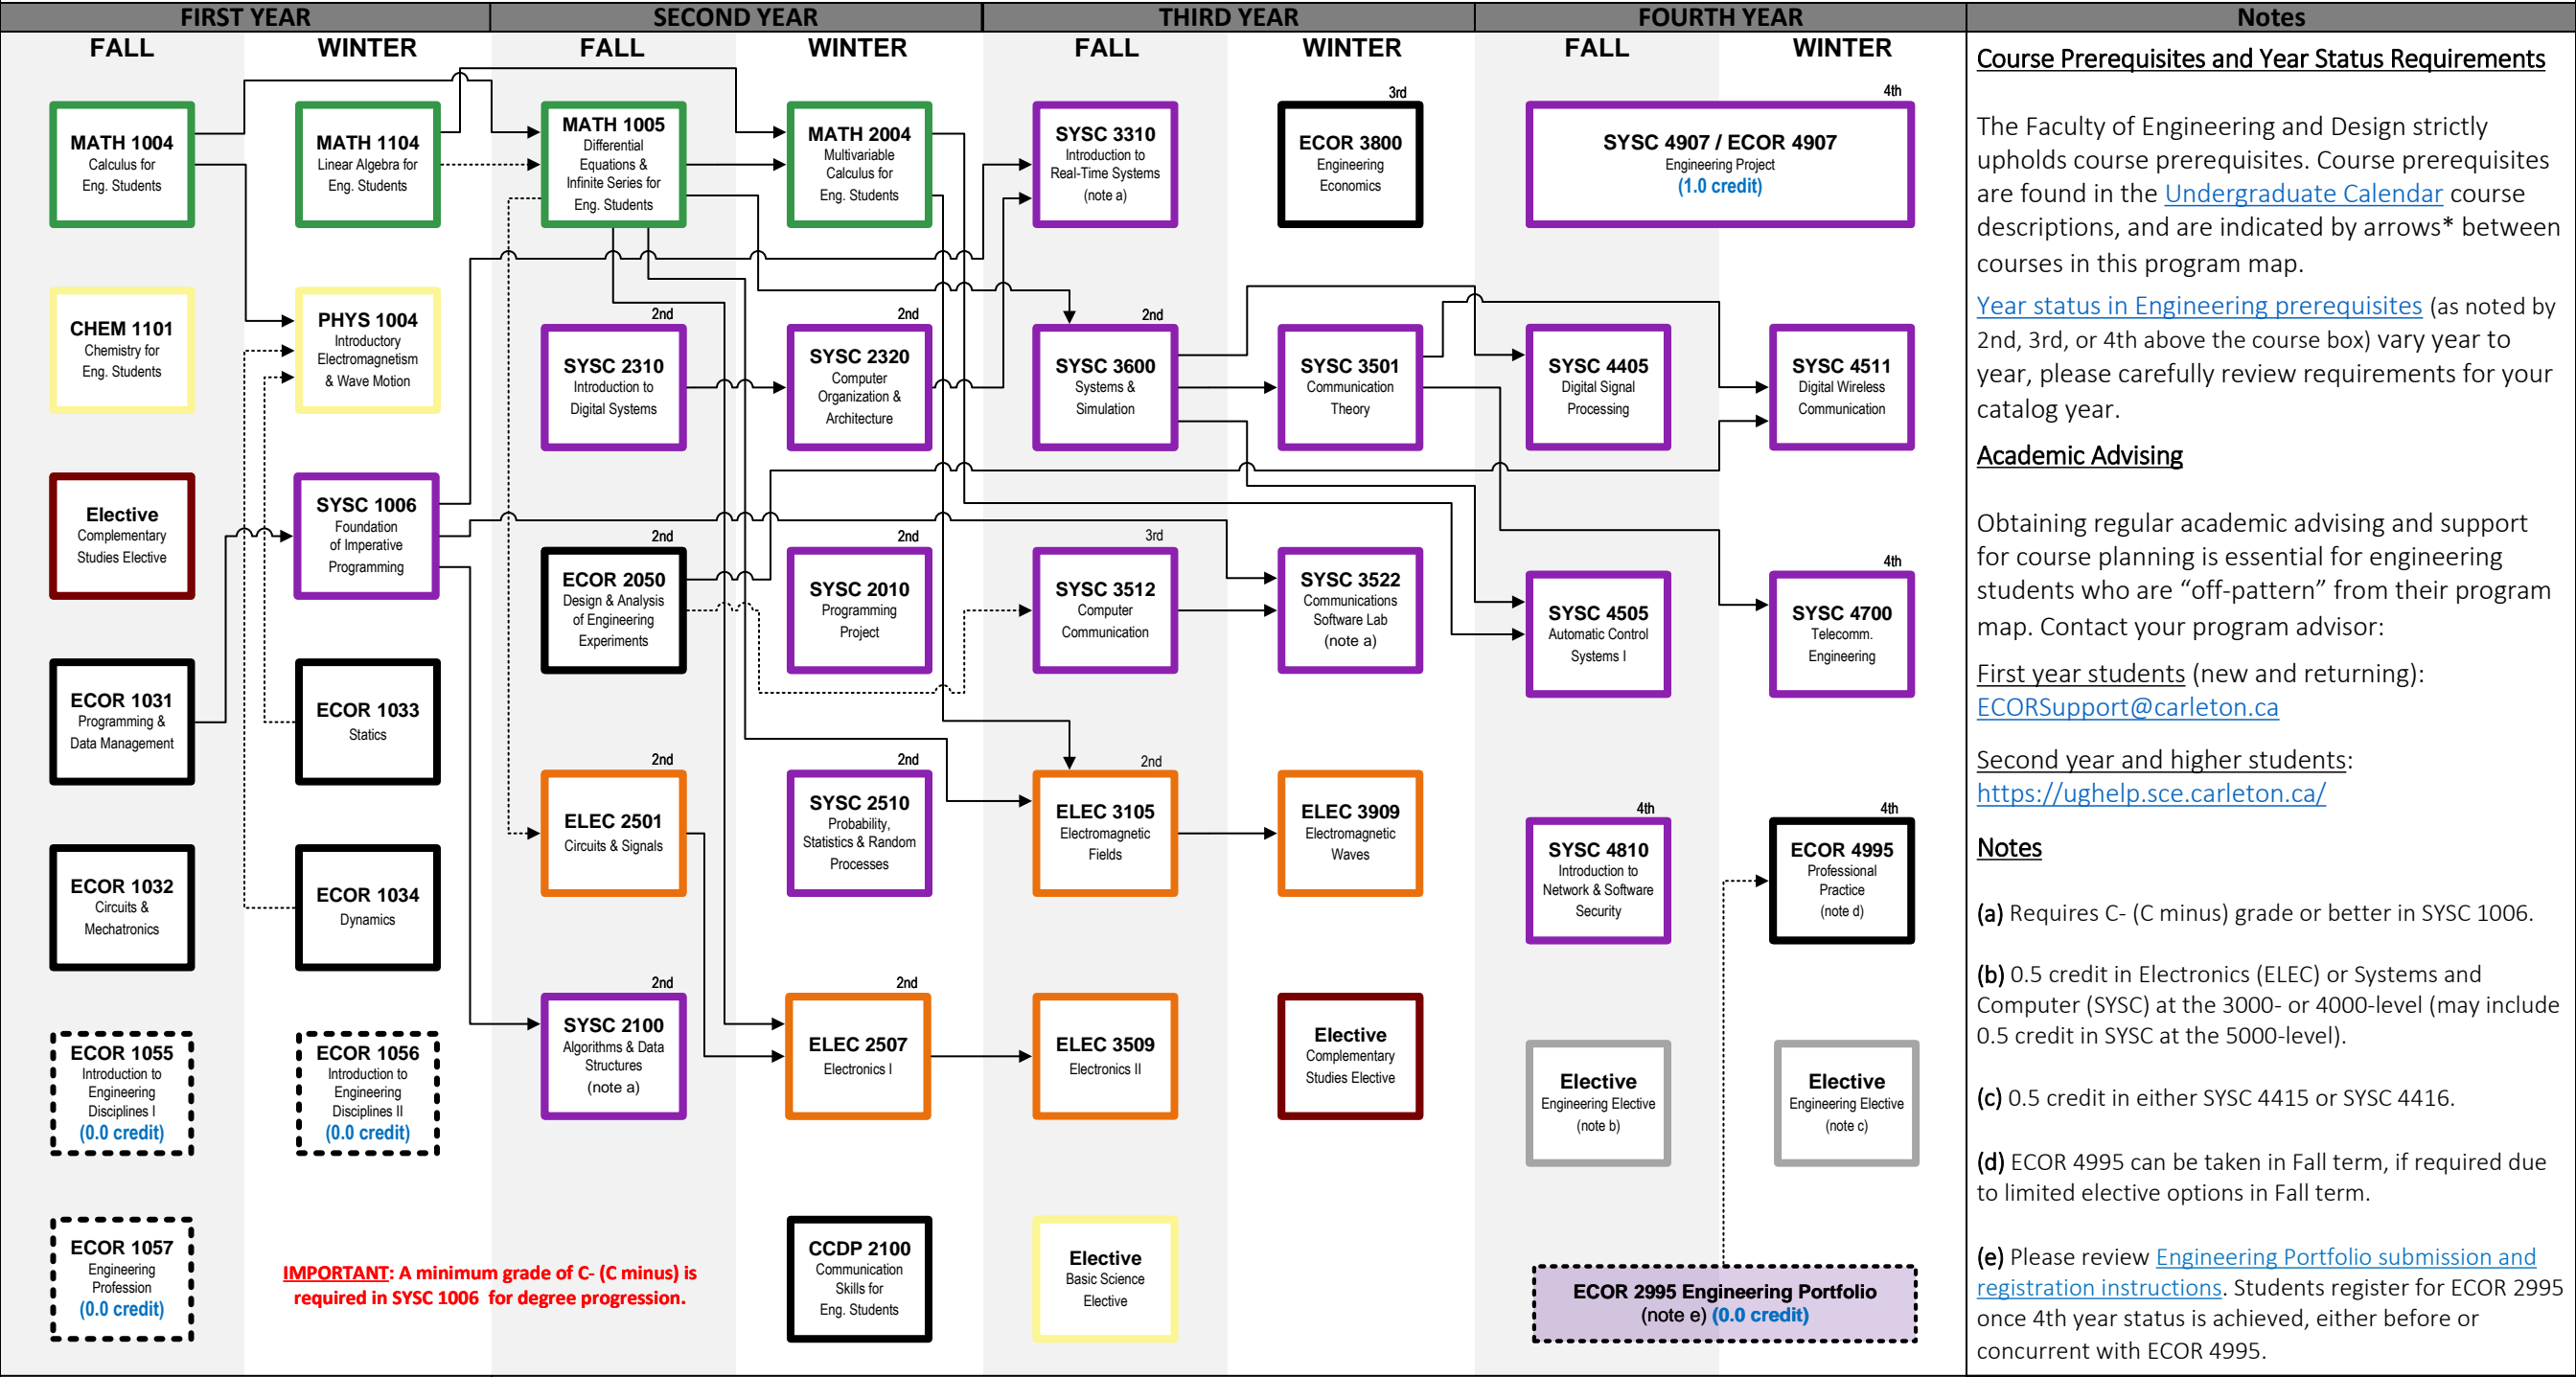 FIRST YEAR
SECOND YEAR
THIRD YEAR
FOURTH YEAR
Notes
FALL
WINTER
FALL
WINTER
FALL
WINTER
FALL
WINTER
MATH 1004
Calculus for
Eng. Students
CHEM 1101
Chemistry for
Eng. Students
Elective
Complementary
Studies Elective
ECOR 1031
Programming &
Data Management
ECOR 1032
Circuits &
Mechatronics
ECOR 1055
Introduction to
Engineering
Disciplines I
(0.0 credit)
ECOR 1057
Engineering
Profession
(0.0 credit)
MATH 1104
Linear Algebra for
Eng. Students
PHYS 1004
Introductory
Electromagnetism
& Wave Motion
SYSC 1006
Foundation
of Imperative
Programming
ECOR 1033
Statics
ECOR 1034
Dynamics
ECOR 1056
Introduction to
Engineering
Disciplines II
(0.0 credit)
IMPORTANT: A minimum grade of C- (C minus) is
required in SYSC 1006 for degree progression.
MATH 1005
Differential
Equations &
Infinite Series for
Eng. Students
2nd
SYSC 2310
Introduction to
Digital Systems
2nd
ECOR 2050
Design & Analysis
of Engineering
Experiments
2nd
ELEC 2501
Circuits & Signals
2nd
SYSC 2100
Algorithms & Data
Structures
(note a)
MATH 2004
Multivariable
Calculus for
Eng. Students
2nd
SYSC 2320
Computer
Organization &
Architecture
2nd
SYSC 2010
Programming
Project
2nd
SYSC 2510
Probability,
Statistics & Random
Processes
2nd
ELEC 2507
Electronics I
CCDP 2100
Communication
Skills for
Eng. Students
SYSC 3310
Introduction to
Real-Time Systems
(note a)
2nd
SYSC 3600
Systems &
Simulation
3rd
SYSC 3512
Computer
Communication
2nd
ELEC 3105
Electromagnetic
Fields
ELEC 3509
Electronics II
Elective
Basic Science
Elective
3rd
ECOR 3800
Engineering
Economics
SYSC 3501
Communication
Theory
SYSC 3522
Communications
Software Lab
(note a)
ELEC 3909
Electromagnetic
Waves
Elective
Complementary
Studies Elective
4th
SYSC 4907 / ECOR 4907
Engineering Project
(1.0 credit)
SYSC 4405
Digital Signal
Processing
SYSC 4505
Automatic Control
Systems I
4th
SYSC 4810
Introduction to
Network & Software
Security
Elective
Engineering Elective
(note b)
SYSC 4511
Digital Wireless
Communication
4th
SYSC 4700
Telecomm.
Engineering
4th
ECOR 4995
Professional
Practice
(note d)
Elective
Engineering Elective
(note c)
ECOR 2995 Engineering Portfolio
(note e) (0.0 credit)
Course Prerequisites and Year Status Requirements
The Faculty of Engineering and Design strictly
upholds course prerequisites. Course prerequisites
are found in the Undergraduate Calendar course
descriptions, and are indicated by arrows* between
courses in this program map.
Year status in Engineering prerequisites (as noted by
2nd, 3rd, or 4th above the course box) vary year to
year, please carefully review requirements for your
catalog year.
Academic Advising
Obtaining regular academic advising and support
for course planning is essential for engineering
students who are “off-pattern” from their program
map. Contact your program advisor:
First year students (new and returning):
ECORSupport@carleton.ca
Second year and higher students:
https://ughelp.sce.carleton.ca/
Notes
(a) Requires C- (C minus) grade or better in SYSC 1006.
(b) 0.5 credit in Electronics (ELEC) or Systems and
Computer (SYSC) at the 3000- or 4000-level (may include
0.5 credit in SYSC at the 5000-level).
(c) 0.5 credit in either SYSC 4415 or SYSC 4416.
(d) ECOR 4995 can be taken in Fall term, if required due
to limited elective options in Fall term.
(e) Please review Engineering Portfolio submission and
registration instructions. Students register for ECOR 2995
once 4th year status is achieved, either before or
concurrent with ECOR 4995.